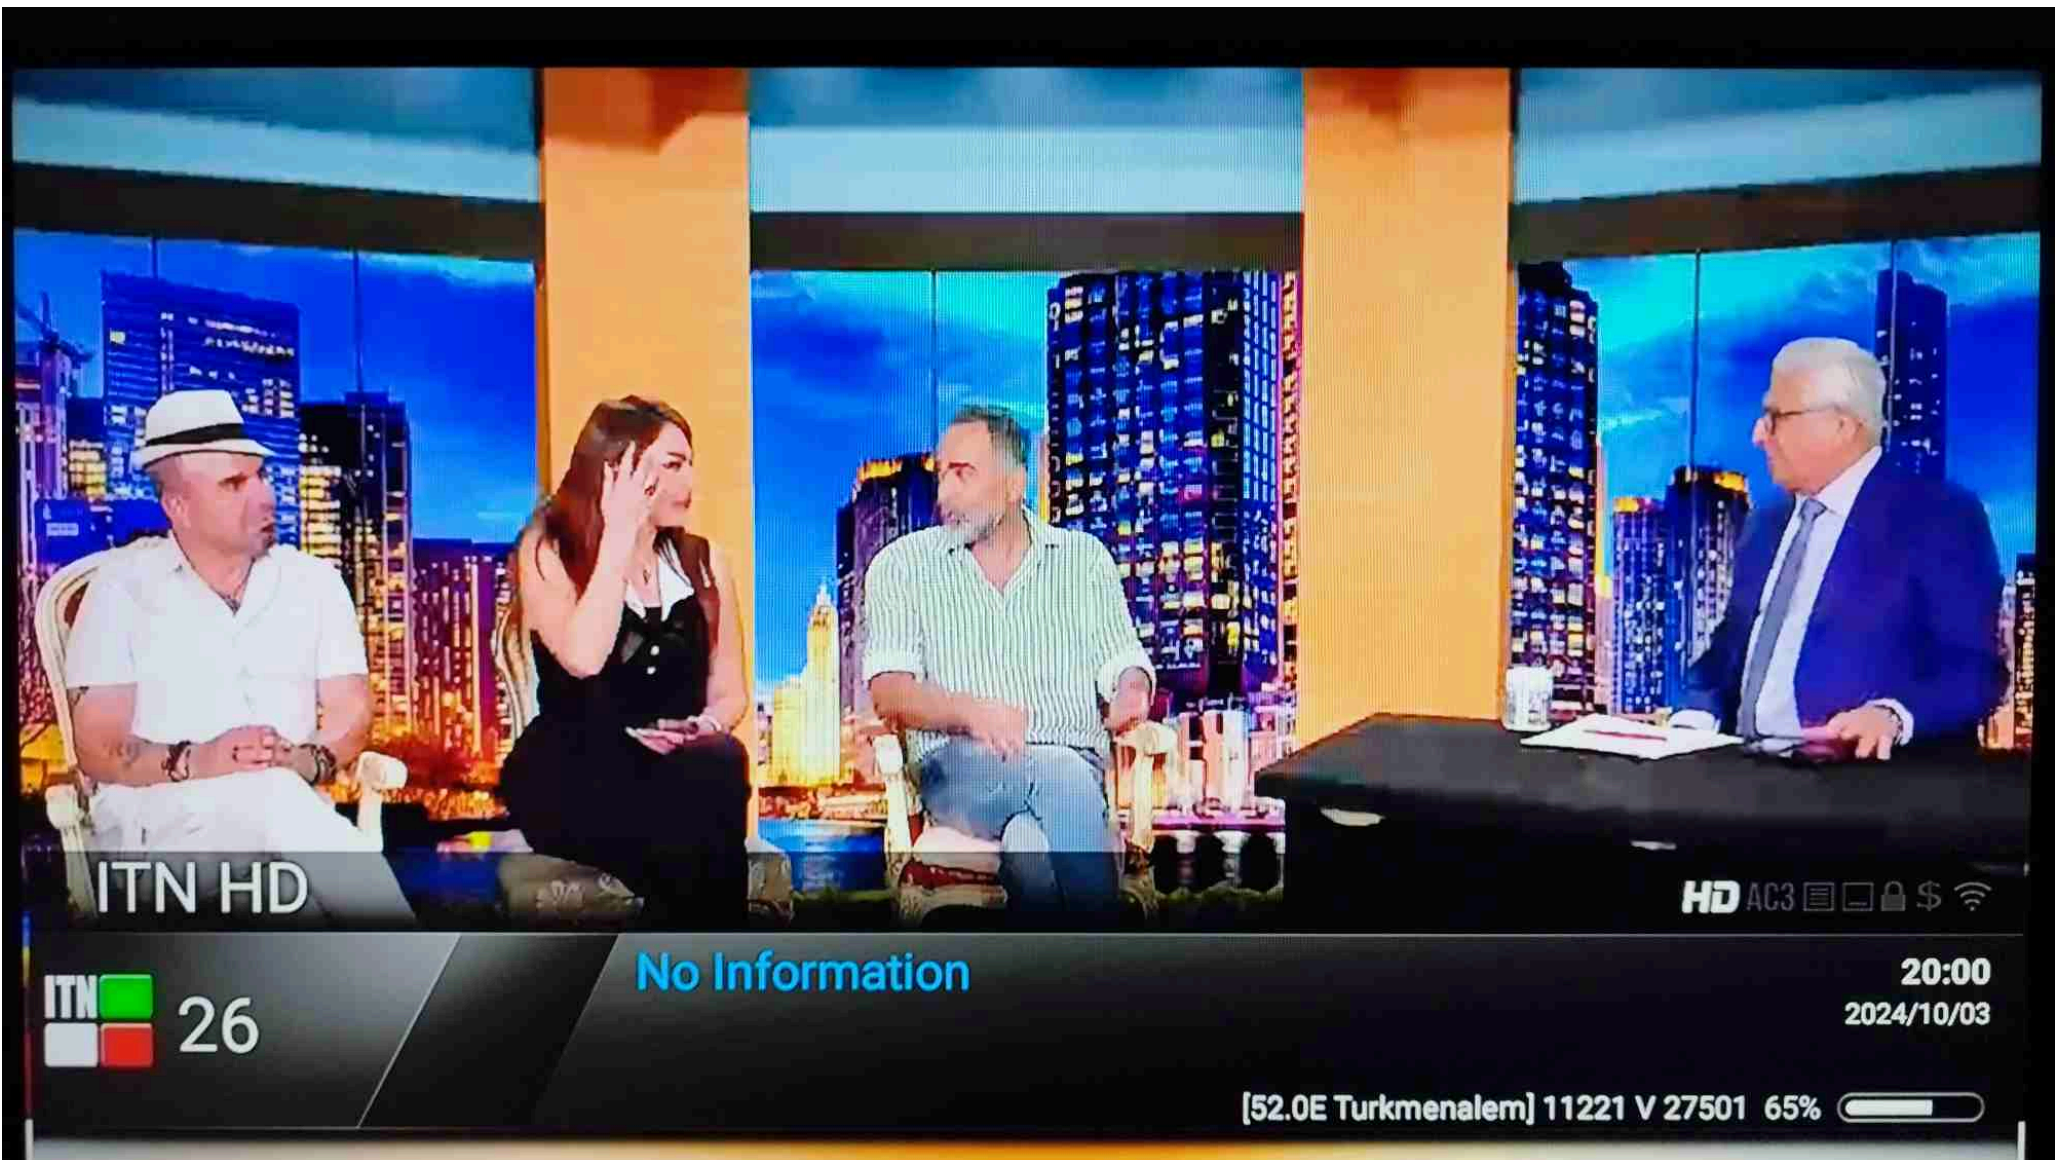 ITN HD
HD AC3 $
ITN
26
No Information
20:00
2024/10/03
[52.0E Turkmenalem] 11221 V 27501 65%